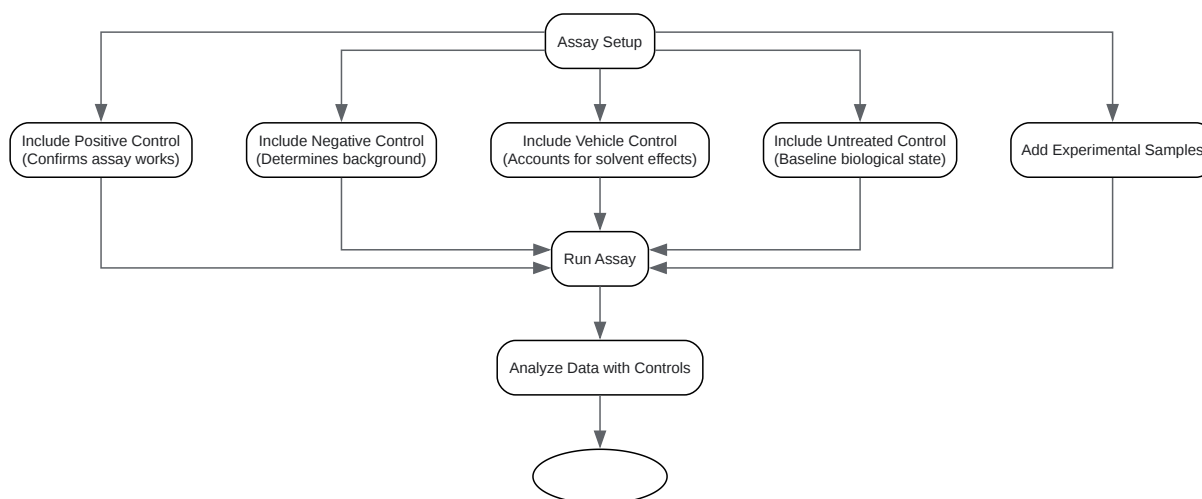 Assay Setup
Include Positive Control
(Confirms assay works)
Include Negative Control
(Determines background)
Include Vehicle Control
(Accounts for solvent effects)
Include Untreated Control
(Baseline biological state)
Add Experimental Samples
Run Assay
Analyze Data with Controls